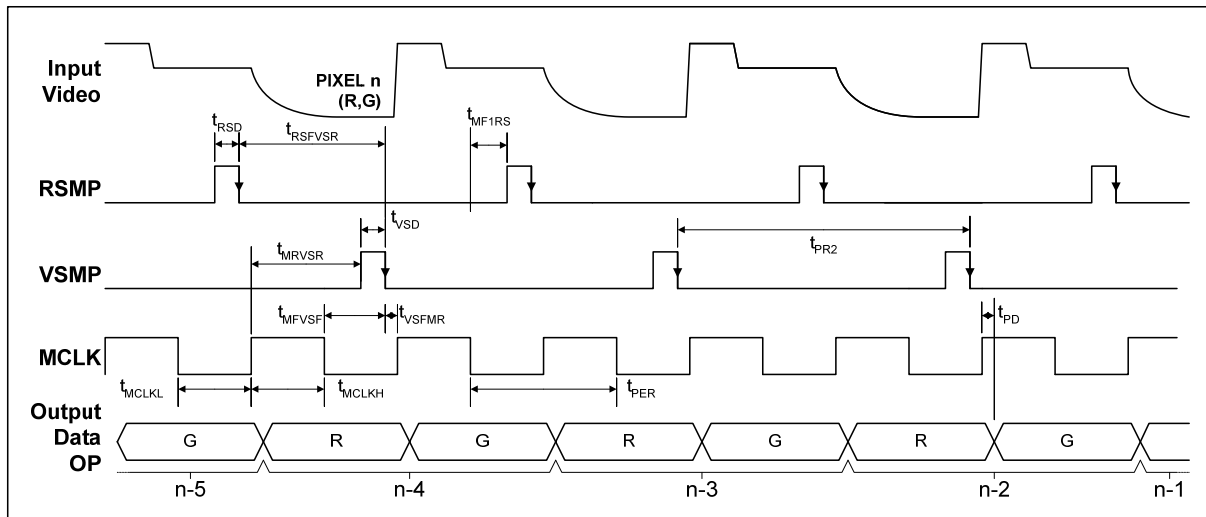 Input Video
PIXEL n (R,G)
tRSD
tRSFVSR
tMF1RS
RSMP
tVSD
tPR2
tMRVSR
VSMP
tMFVSF
tVSFMR
tPD
MCLK
tMCLKL
tMCLKH
tPER
Output Data OP
G R G R G R G
n-5 n-4 n-3 n-2 n-1